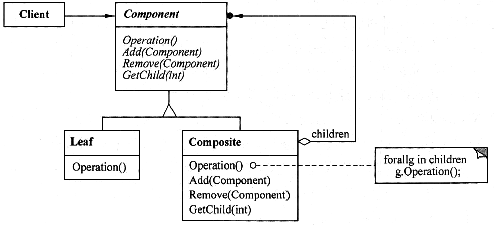 Client
Component
Operation()
Add(Component)
Remove(Component)
GetChild(int)
Leaf
Operation()
Composite
Operation()
Add(Component)
Remove(Component)
GetChild(int)
children
forallg in children
g.Operation();